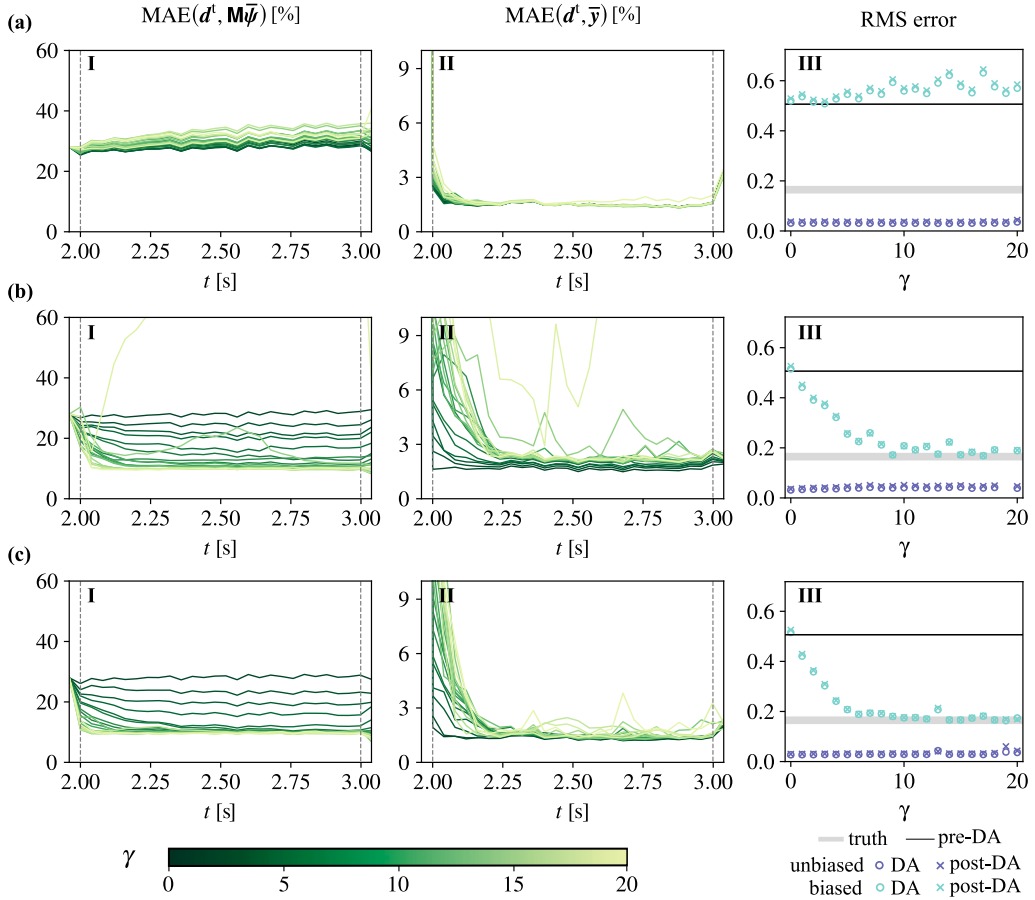 MAE(dᵗ, Mψ̄) [%]
MAE(dᵗ, ȳ) [%]
RMS error
(a)
I
60
40
20
0
2.00 2.25 2.50 2.75 3.00
t [s]
II
9
6
3
0
2.00 2.25 2.50 2.75 3.00
t [s]
III
0.6
0.4
0.2
0.0
0 10 20
γ
(b)
I
60
40
20
0
2.00 2.25 2.50 2.75 3.00
t [s]
II
9
6
3
0
2.00 2.25 2.50 2.75 3.00
t [s]
III
0.6
0.4
0.2
0.0
0 10 20
γ
(c)
I
60
40
20
0
2.00 2.25 2.50 2.75 3.00
t [s]
II
9
6
3
0
2.00 2.25 2.50 2.75 3.00
t [s]
III
0.6
0.4
0.2
0.0
0 10 20
γ
γ
0 5 10 15 20
truth pre-DA
unbiased DA post-DA
biased DA post-DA